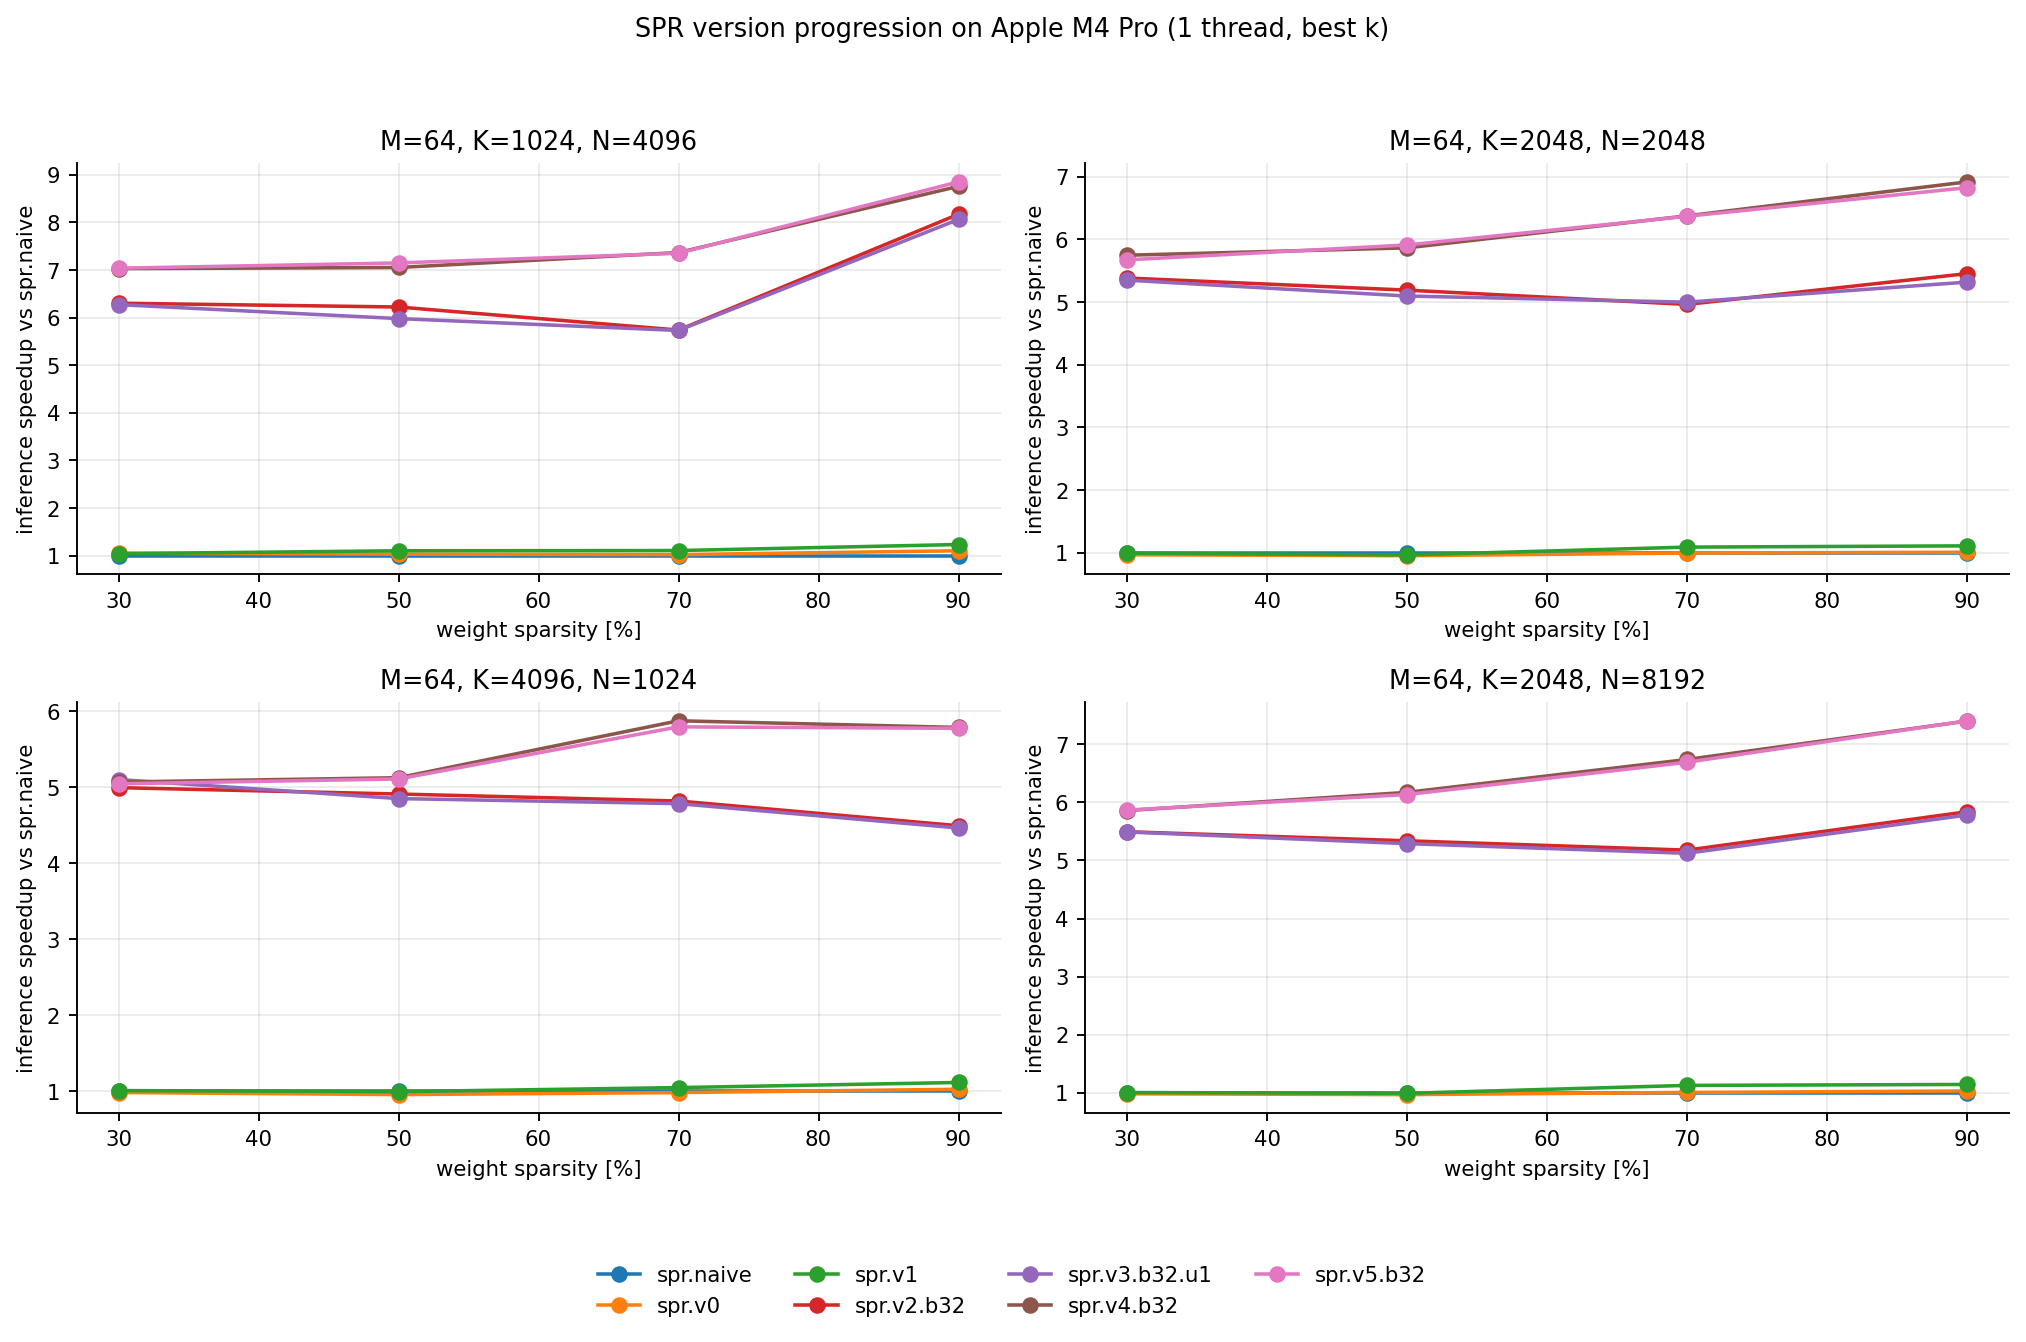 SPR version progression on Apple M4 Pro (1 thread, best k)
M=64, K=1024, N=4096
9
8
7
6
5
4
3
2
1
inference speedup vs spr.naive
30 40 50 60 70 80 90
weight sparsity [%]
M=64, K=2048, N=2048
7
6
5
4
3
2
1
inference speedup vs spr.naive
30 40 50 60 70 80 90
weight sparsity [%]
M=64, K=4096, N=1024
6
5
4
3
2
1
inference speedup vs spr.naive
30 40 50 60 70 80 90
weight sparsity [%]
M=64, K=2048, N=8192
7
6
5
4
3
2
1
inference speedup vs spr.naive
30 40 50 60 70 80 90
weight sparsity [%]
spr.naive spr.v1 spr.v3.b32.u1 spr.v5.b32
spr.v0 spr.v2.b32 spr.v4.b32